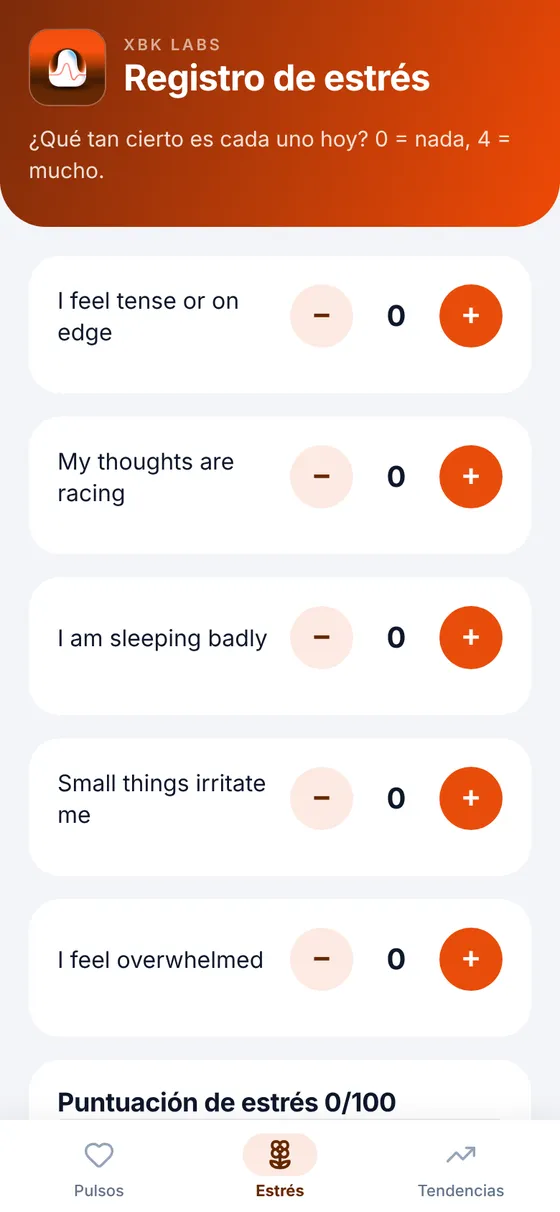 XBK LABS
Registro de estrés
¿Qué tan cierto es cada uno hoy? 0 = nada, 4 =
mucho.
I feel tense or on
edge
− 0 +
My thoughts are
racing
− 0 +
I am sleeping badly − 0 +
Small things irritate
me
− 0 +
I feel overwhelmed − 0 +
Puntuación de estrés 0/100
Pulsos Estrés Tendencias